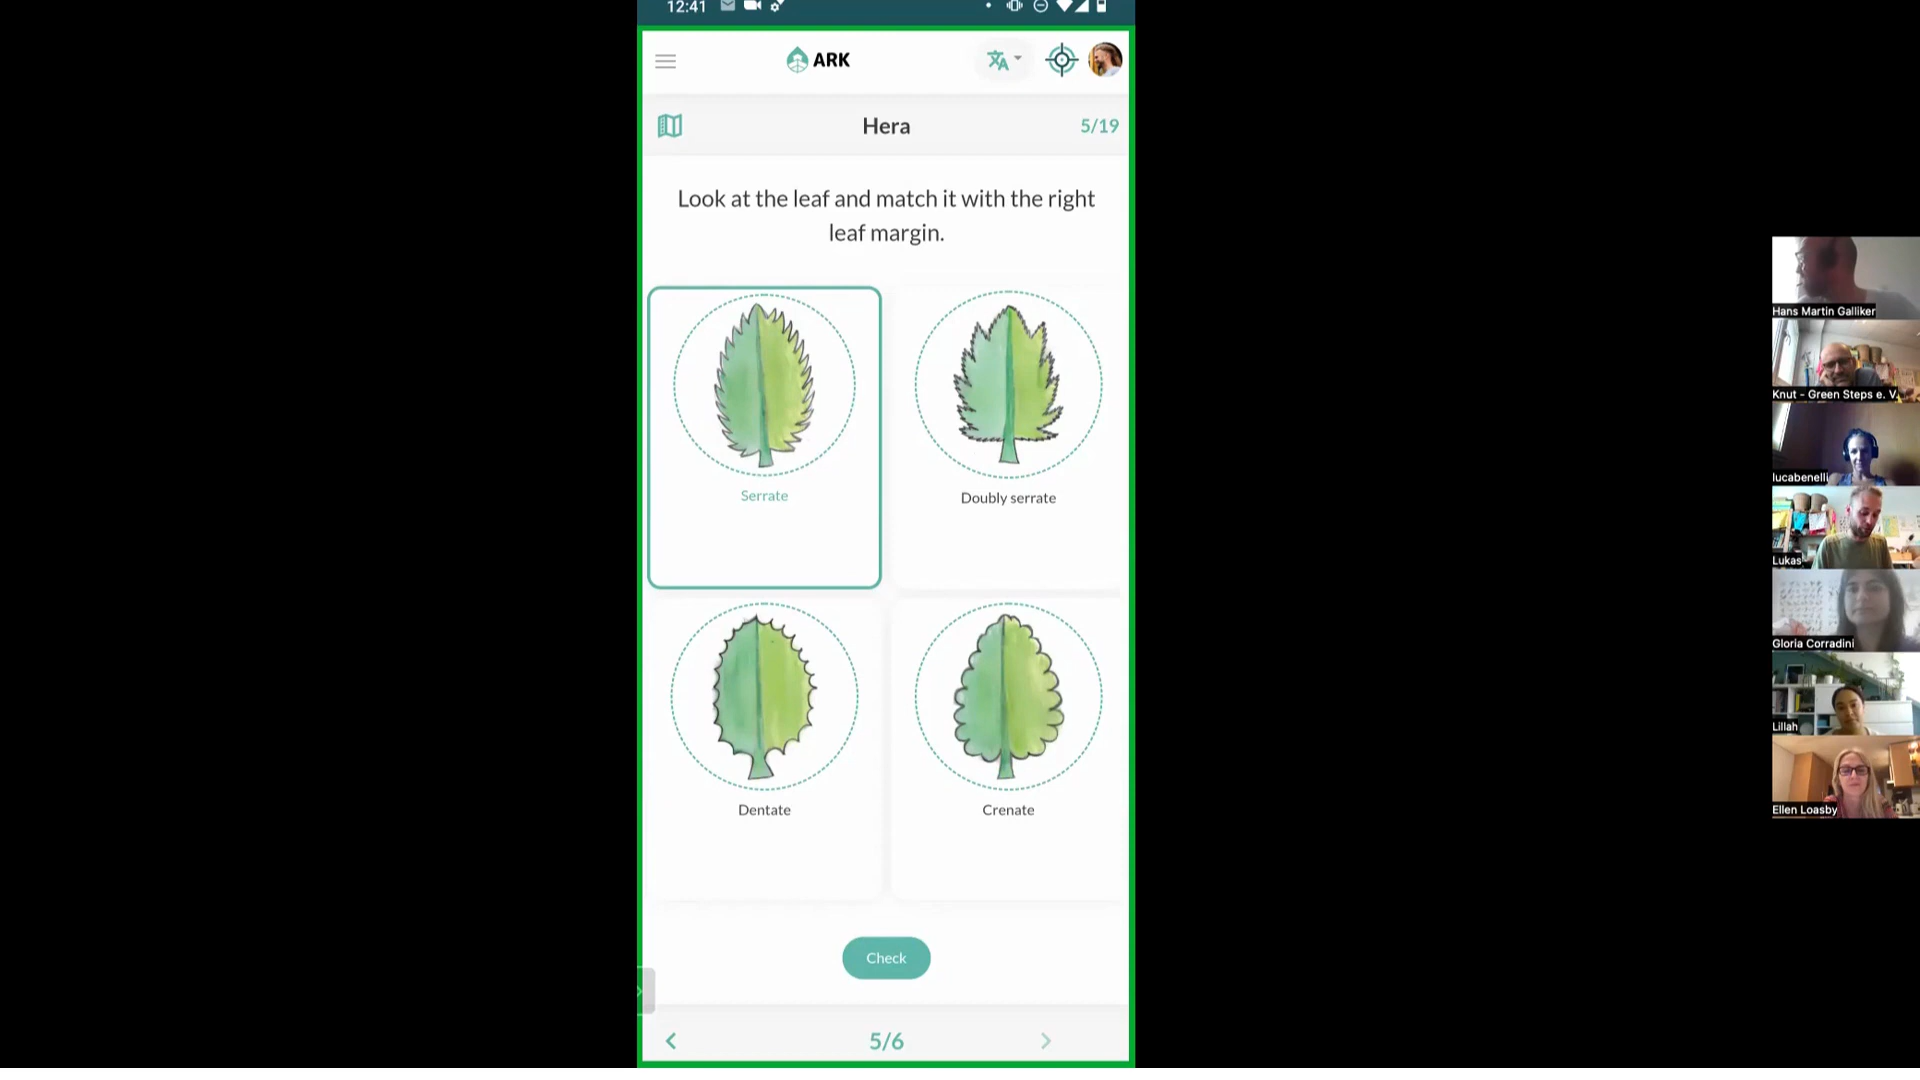 12:41
ARK
Hera
5/19
Look at the leaf and match it with the right
leaf margin.
Serrate
Doubly serrate
Dentate
Crenate
Check
5/6
Hans Martin Galliker
Knut - Green Steps e. V.
lucabenelli
Lukas
Gloria Corradini
Lillah
Ellen Loasby